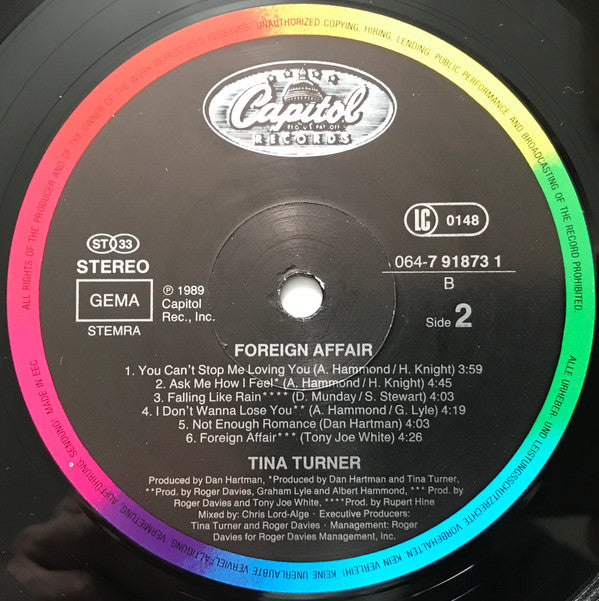 ALL RIGHTS OF THE PRODUCER AND OF THE OWNER OF THE WORK REPRODUCED RESERVED. UNAUTHORIZED COPYING, HIRING, LENDING, PUBLIC PERFORMANCE AND BROADCASTING OF THE RECORD PROHIBITED.
Capitol
REG. U.S. PAT. OFF.
RECORDS
LC 0148
ST 33
STEREO
GEMA
STEMRA
℗ 1989
Capitol
Rec., Inc.
064-7 91873 1
B
Side 2
FOREIGN AFFAIR
1. You Can't Stop Me Loving You (A. Hammond/H. Knight) 3:59
2. Ask Me How I Feel* (A. Hammond/H. Knight) 4:45
3. Falling Like Rain**** (D. Munday/S. Stewart) 4:03
4. I Don't Wanna Lose You** (A. Hammond/G. Lyle) 4:19
5. Not Enough Romance (Dan Hartman) 4:03
6. Foreign Affair*** (Tony Joe White) 4:26
TINA TURNER
Produced by Dan Hartman, *Produced by Dan Hartman and Tina Turner,
**Prod. by Roger Davies, Graham Lyle and Albert Hammond, *** Prod. by
Roger Davies and Tony Joe White, ****Prod. by Rupert Hine
Mixed by: Chris Lord-Alge - Executive Producers:
Tina Turner and Roger Davies - Management: Roger
Davies for Roger Davies Management, Inc.
ALLE URHEBER- UND LEISTUNGSSCHUTZRECHTE VORBEHALTEN. KEIN VERLEIH! KEINE UNERLAUBTE VERVIELFÄLTIGUNG, VERMIETUNG, AUFFÜHRUNG, SENDUNG! MADE IN EEC